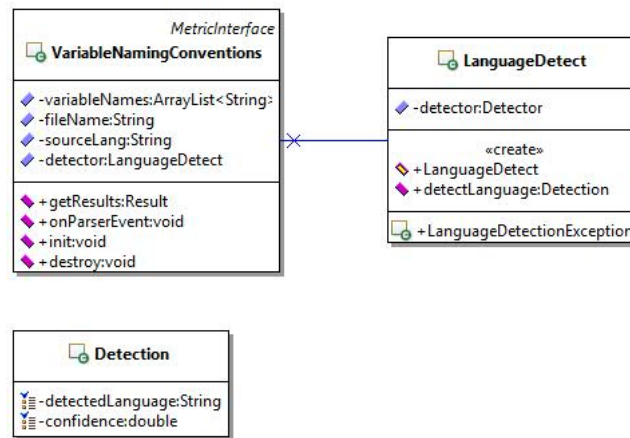 MetricInterface
VariableNamingConventions
-variableNames:ArrayList<String>
-fileName:String
-sourceLang:String
-detector:LanguageDetect
+getResults:Result
+onParserEvent:void
+init:void
+destroy:void
LanguageDetect
-detector:Detector
«create»
+LanguageDetect
+detectLanguage:Detection
+LanguageDetectionException
Detection
-detectedLanguage:String
-confidence:double